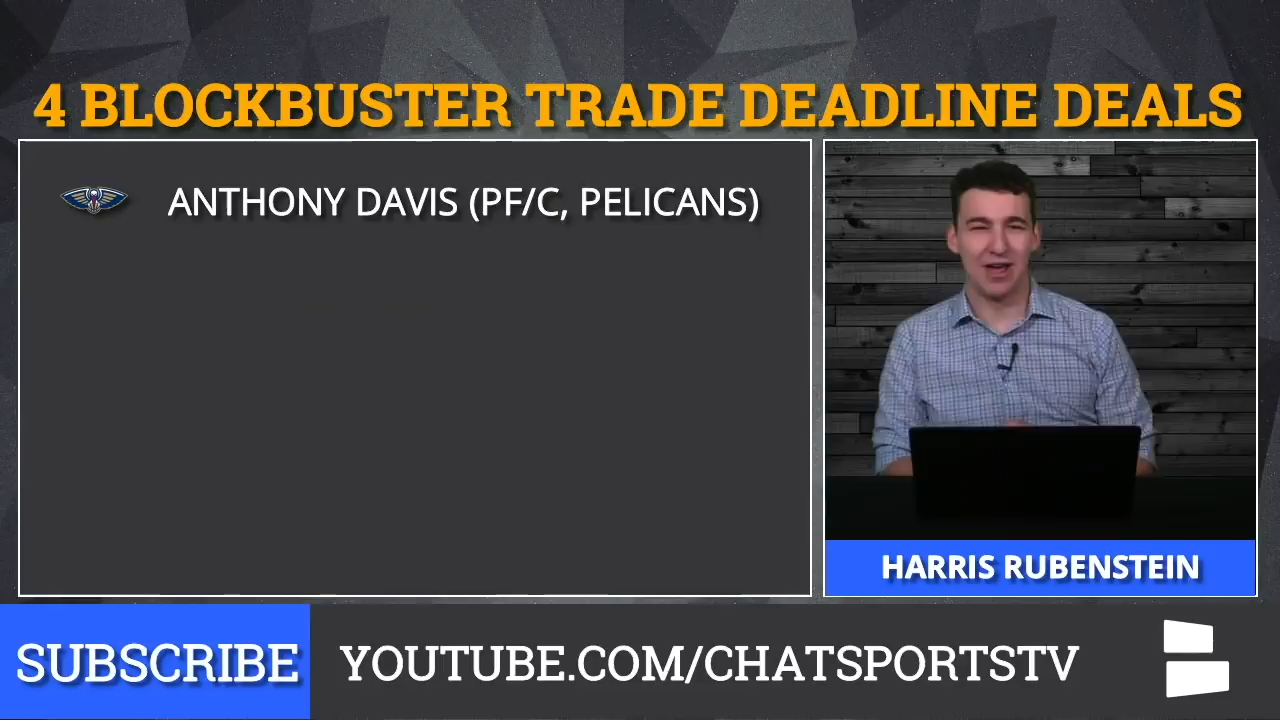 4 BLOCKBUSTER TRADE DEADLINE DEALS
ANTHONY DAVIS (PF/C, PELICANS)
HARRIS RUBENSTEIN
SUBSCRIBE
YOUTUBE.COM/CHATSPORTSTV